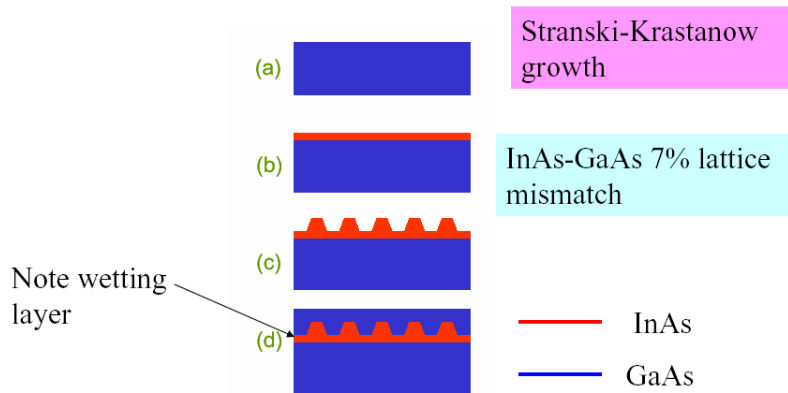 Stranski-Krastanow
growth
(a)
(b)
InAs-GaAs 7% lattice
mismatch
(c)
Note wetting
layer
(d)
InAs
GaAs